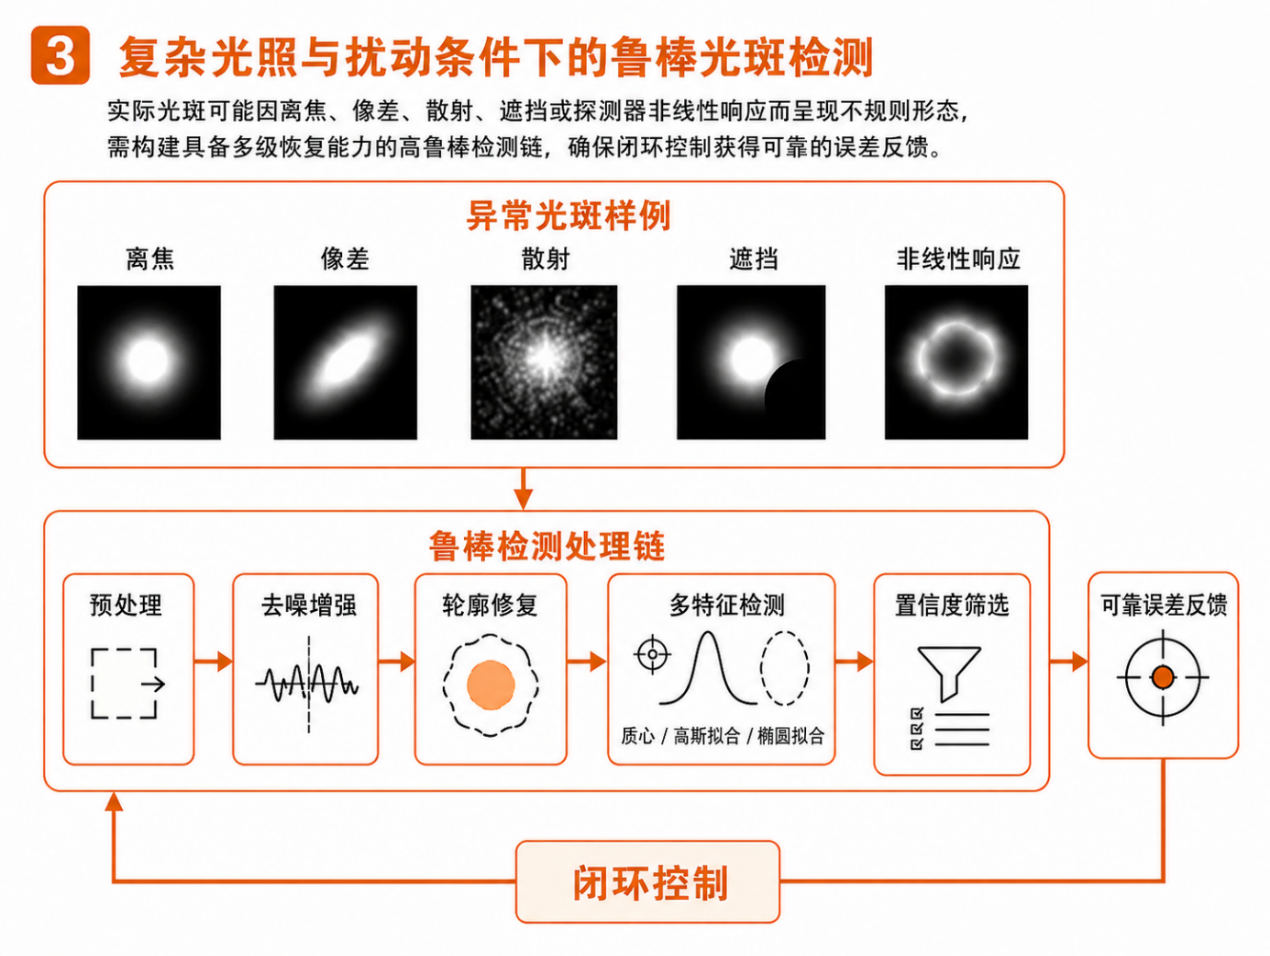 3 复杂光照与扰动条件下的鲁棒光斑检测
实际光斑可能因离焦、像差、散射、遮挡或探测器非线性响应而呈现不规则形态，
需构建具备多级恢复能力的高鲁棒检测链，确保闭环控制获得可靠的误差反馈。
异常光斑样例
离焦 像差 散射 遮挡 非线性响应
鲁棒检测处理链
预处理 去噪增强 轮廓修复 多特征检测 置信度筛选 可靠误差反馈
质心 / 高斯拟合 / 椭圆拟合
闭环控制